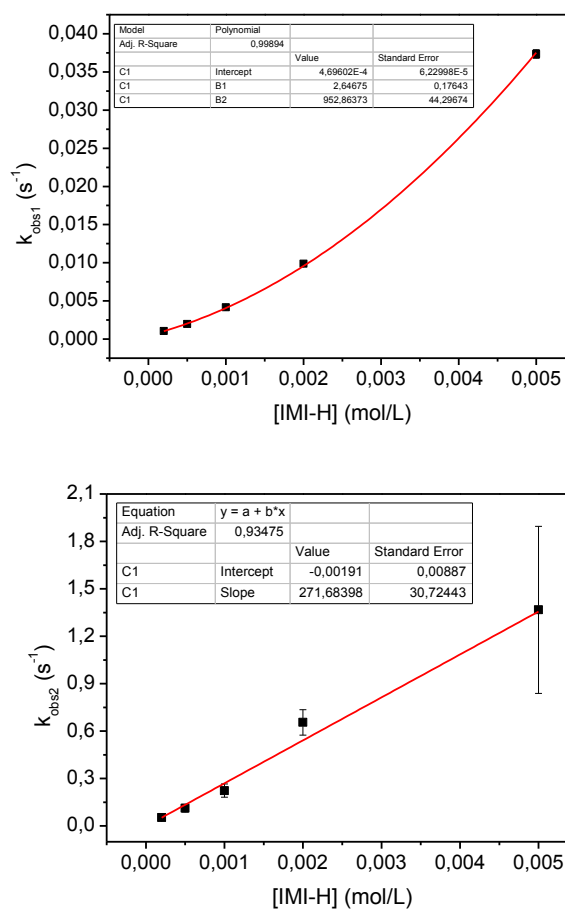 Model Polynomial
Adj. R-Square 0,99894
Value Standard Error
C1 Intercept 4,69602E-4 6,22998E-5
C1 B1 2,64675 0,17643
C1 B2 952,86373 44,29674
0,040
0,035
0,030
0,025
0,020
0,015
0,010
0,005
0,000
k_obs1 (s⁻¹)
0,000 0,001 0,002 0,003 0,004 0,005
[IMI-H] (mol/L)
Equation y = a + b*x
Adj. R-Square 0,93475
Value Standard Error
C1 Intercept -0,00191 0,00887
C1 Slope 271,68398 30,72443
2,1
1,8
1,5
1,2
0,9
0,6
0,3
0,0
k_obs2 (s⁻¹)
0,000 0,001 0,002 0,003 0,004 0,005
[IMI-H] (mol/L)